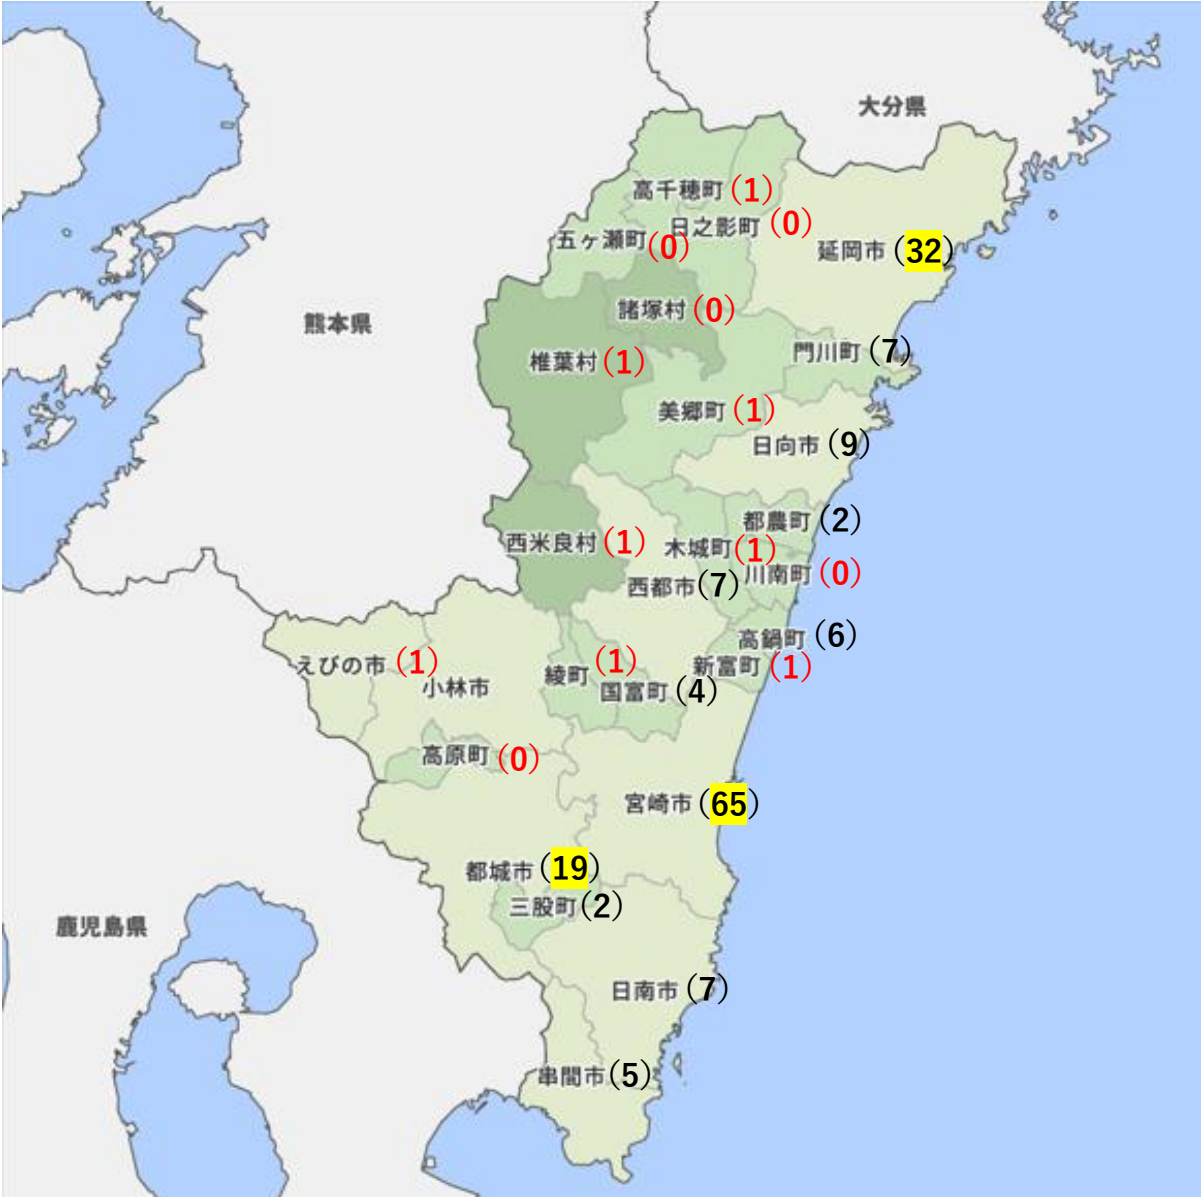 大分県
高千穂町(1)
日之影町(0)
五ヶ瀬町(0)
延岡市(32)
諸塚村(0)
熊本県
門川町(7)
椎葉村(1)
美郷町(1)
日向市(9)
都農町(2)
西米良村(1)
木城町(1)
川南町(0)
西都市(7)
高鍋町(6)
えびの市(1)
綾町(1)
新富町(1)
小林市
国富町(4)
高原町(0)
宮崎市(65)
都城市(19)
三股町(2)
鹿児島県
日南市(7)
串間市(5)